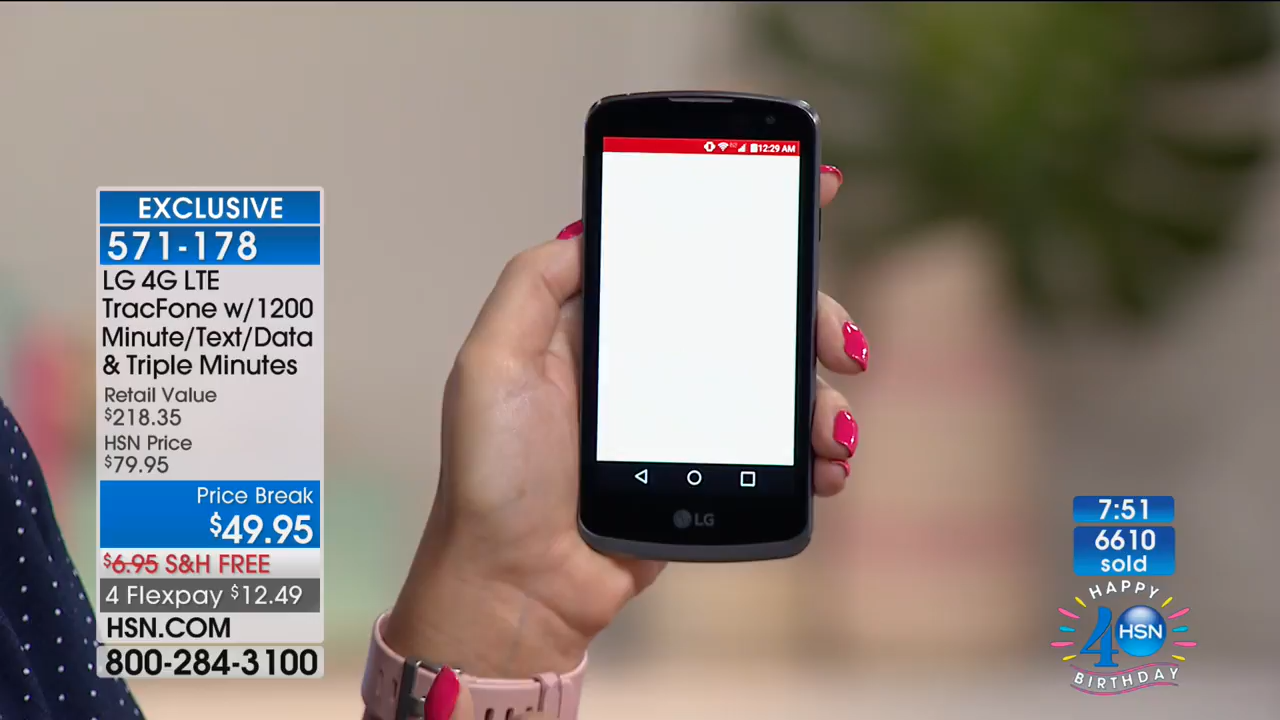 EXCLUSIVE
571-178
LG 4G LTE
TracFone w/1200
Minute/Text/Data
& Triple Minutes
Retail Value
$218.35
HSN Price
$79.95
Price Break
$49.95
$6.95 S&H FREE
4 Flexpay $12.49
HSN.COM
800-284-3100
12:29 AM
LG
7:51
6610
sold
HAPPY
40
HSN
BIRTHDAY